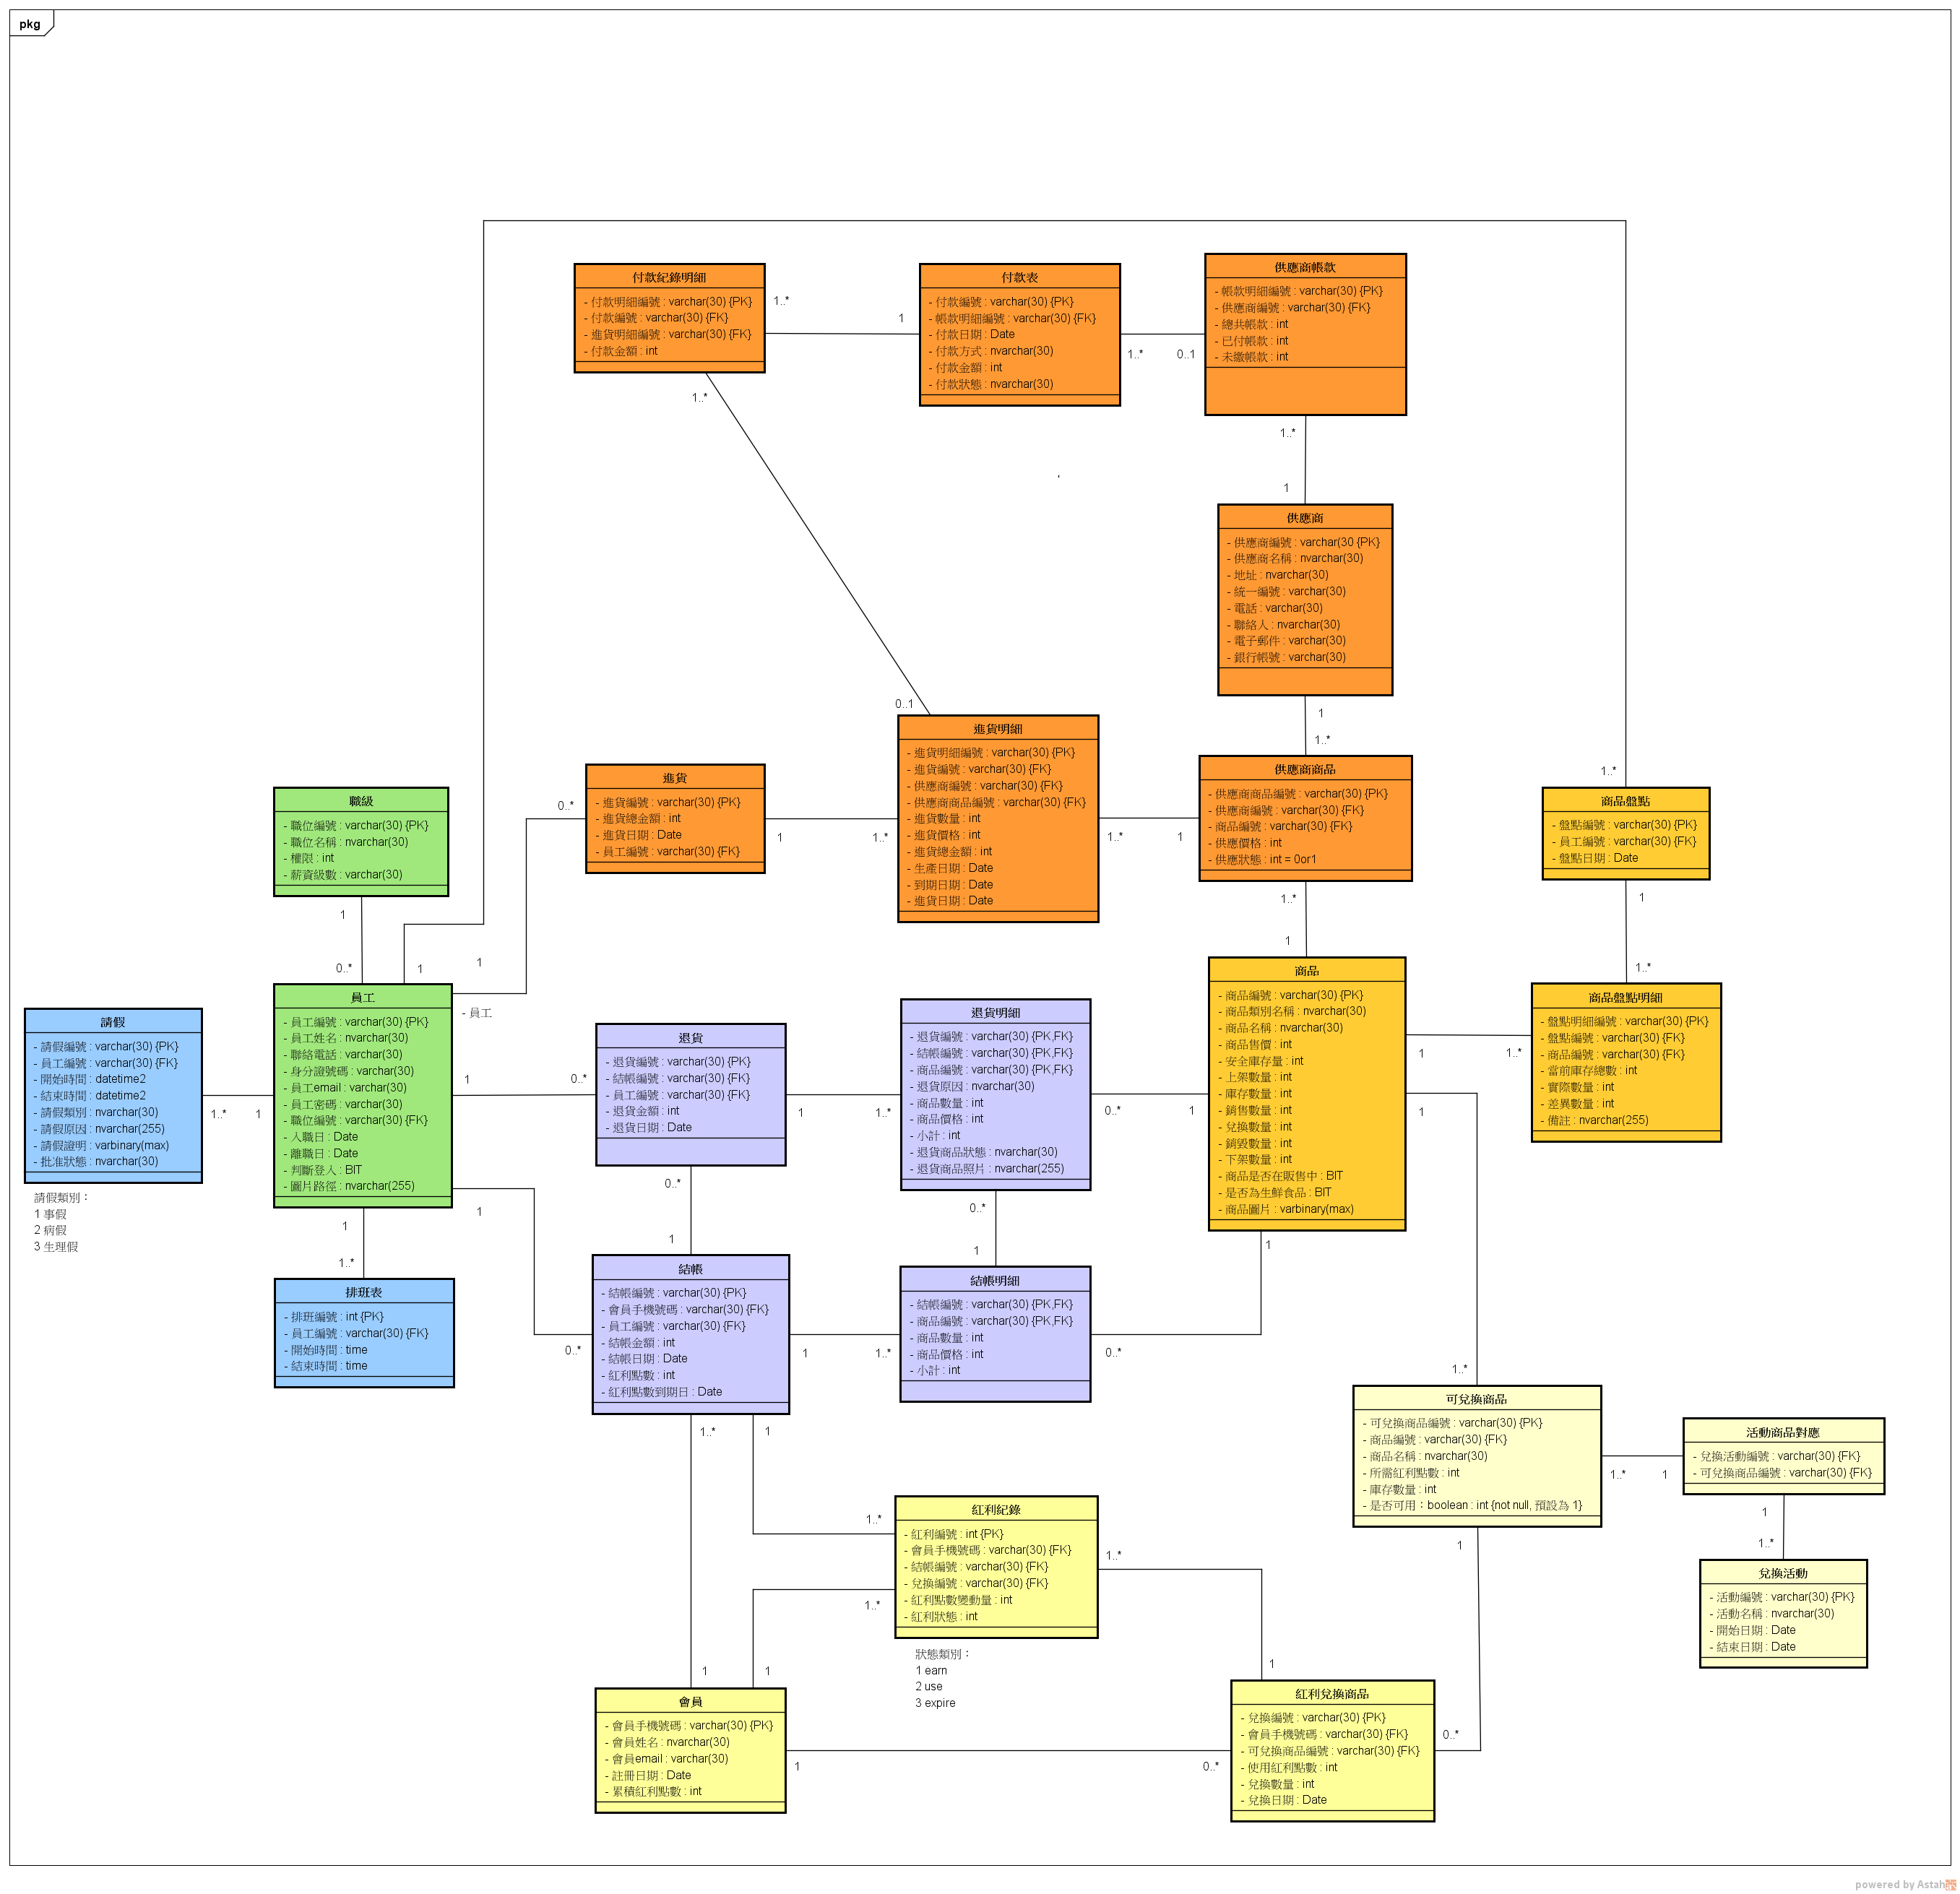 pkg
付款紀錄明細
- 付款明細編號 : varchar(30) {PK}
- 付款編號 : varchar(30) {FK}
- 進貨明細編號 : varchar(30) {FK}
- 付款金額 : int
1..*
1..*
1
付款表
- 付款編號 : varchar(30) {PK}
- 帳款明細編號 : varchar(30) {FK}
- 付款日期 : Date
- 付款方式 : nvarchar(30)
- 付款金額 : int
- 付款狀態 : nvarchar(30)
1..*
0..1
供應商帳款
- 帳款明細編號 : varchar(30) {PK}
- 供應商編號 : varchar(30) {FK}
- 總共帳款 : int
- 已付帳款 : int
- 未繳帳款 : int
1..*
1
供應商
- 供應商編號 : varchar(30 {PK}
- 供應商名稱 : nvarchar(30)
- 地址 : nvarchar(30)
- 統一編號 : varchar(30)
- 電話 : varchar(30)
- 聯絡人 : nvarchar(30)
- 電子郵件 : varchar(30)
- 銀行帳號 : varchar(30)
1
1..*
0..1
進貨明細
- 進貨明細編號 : varchar(30) {PK}
- 進貨編號 : varchar(30) {FK}
- 供應商編號 : varchar(30) {FK}
- 供應商商品編號 : varchar(30) {FK}
- 進貨數量 : int
- 進貨價格 : int
- 進貨總金額 : int
- 生產日期 : Date
- 到期日期 : Date
- 進貨日期 : Date
進貨
- 進貨編號 : varchar(30) {PK}
- 進貨總金額 : int
- 進貨日期 : Date
- 員工編號 : varchar(30) {FK}
0..*
1
1..*
1..*
1
供應商商品
- 供應商商品編號 : varchar(30) {PK}
- 供應商編號 : varchar(30) {FK}
- 商品編號 : varchar(30) {FK}
- 供應價格 : int
- 供應狀態 : int = 0or1
1..*
1
1..*
商品盤點
- 盤點編號 : varchar(30) {PK}
- 員工編號 : varchar(30) {FK}
- 盤點日期 : Date
1
1..*
職級
- 職位編號 : varchar(30) {PK}
- 職位名稱 : nvarchar(30)
- 權限 : int
- 薪資級數 : varchar(30)
1
0..*
1
1
- 員工
員工
- 員工編號 : varchar(30) {PK}
- 員工姓名 : nvarchar(30)
- 聯絡電話 : varchar(30)
- 身分證號碼 : varchar(30)
- 員工email : varchar(30)
- 員工密碼 : varchar(30)
- 職位編號 : varchar(30) {FK}
- 入職日 : Date
- 離職日 : Date
- 判斷登入 : BIT
- 圖片路徑 : nvarchar(255)
請假
- 請假編號 : varchar(30) {PK}
- 員工編號 : varchar(30) {FK}
- 開始時間 : datetime2
- 結束時間 : datetime2
- 請假類別 : nvarchar(30)
- 請假原因 : nvarchar(255)
- 請假證明 : varbinary(max)
- 批准狀態 : nvarchar(30)
1..*
1
請假類別：
1 事假
2 病假
3 生理假
1
1..*
排班表
- 排班編號 : int {PK}
- 員工編號 : varchar(30) {FK}
- 開始時間 : time
- 結束時間 : time
1
0..*
1
0..*
退貨
- 退貨編號 : varchar(30) {PK}
- 結帳編號 : varchar(30) {FK}
- 員工編號 : varchar(30) {FK}
- 退貨金額 : int
- 退貨日期 : Date
1
1..*
0..*
1
退貨明細
- 退貨編號 : varchar(30) {PK,FK}
- 結帳編號 : varchar(30) {PK,FK}
- 商品編號 : varchar(30) {PK,FK}
- 退貨原因 : nvarchar(30)
- 商品數量 : int
- 商品價格 : int
- 小計 : int
- 退貨商品狀態 : nvarchar(30)
- 退貨商品照片 : nvarchar(255)
0..*
1
0..*
1
商品
- 商品編號 : varchar(30) {PK}
- 商品類別名稱 : nvarchar(30)
- 商品名稱 : nvarchar(30)
- 商品售價 : int
- 安全庫存量 : int
- 上架數量 : int
- 庫存數量 : int
- 銷售數量 : int
- 兌換數量 : int
- 銷毀數量 : int
- 下架數量 : int
- 商品是否在販售中 : BIT
- 是否為生鮮食品 : BIT
- 商品圖片 : varbinary(max)
1
1..*
1
1
商品盤點明細
- 盤點明細編號 : varchar(30) {PK}
- 盤點編號 : varchar(30) {FK}
- 商品編號 : varchar(30) {FK}
- 當前庫存總數 : int
- 實際數量 : int
- 差異數量 : int
- 備註 : nvarchar(255)
結帳
- 結帳編號 : varchar(30) {PK}
- 會員手機號碼 : varchar(30) {FK}
- 員工編號 : varchar(30) {FK}
- 結帳金額 : int
- 結帳日期 : Date
- 紅利點數 : int
- 紅利點數到期日 : Date
1
1..*
結帳明細
- 結帳編號 : varchar(30) {PK,FK}
- 商品編號 : varchar(30) {PK,FK}
- 商品數量 : int
- 商品價格 : int
- 小計 : int
0..*
1..*
1
1..*
可兌換商品
- 可兌換商品編號 : varchar(30) {PK}
- 商品編號 : varchar(30) {FK}
- 商品名稱 : nvarchar(30)
- 所需紅利點數 : int
- 庫存數量 : int
- 是否可用：boolean : int {not null, 預設為 1}
1..*
1
1
活動商品對應
- 兌換活動編號 : varchar(30) {FK}
- 可兌換商品編號 : varchar(30) {FK}
1
1..*
兌換活動
- 活動編號 : varchar(30) {PK}
- 活動名稱 : nvarchar(30)
- 開始日期 : Date
- 結束日期 : Date
1..*
紅利紀錄
- 紅利編號 : int {PK}
- 會員手機號碼 : varchar(30) {FK}
- 結帳編號 : varchar(30) {FK}
- 兌換編號 : varchar(30) {FK}
- 紅利點數變動量 : int
- 紅利狀態 : int
1..*
1..*
狀態類別：
1 earn
2 use
3 expire
1
1
1
會員
- 會員手機號碼 : varchar(30) {PK}
- 會員姓名 : nvarchar(30)
- 會員email : varchar(30)
- 註冊日期 : Date
- 累積紅利點數 : int
1
0..*
紅利兌換商品
- 兌換編號 : varchar(30) {PK}
- 會員手機號碼 : varchar(30) {FK}
- 可兌換商品編號 : varchar(30) {FK}
- 使用紅利點數 : int
- 兌換數量 : int
- 兌換日期 : Date
0..*
powered by Astah